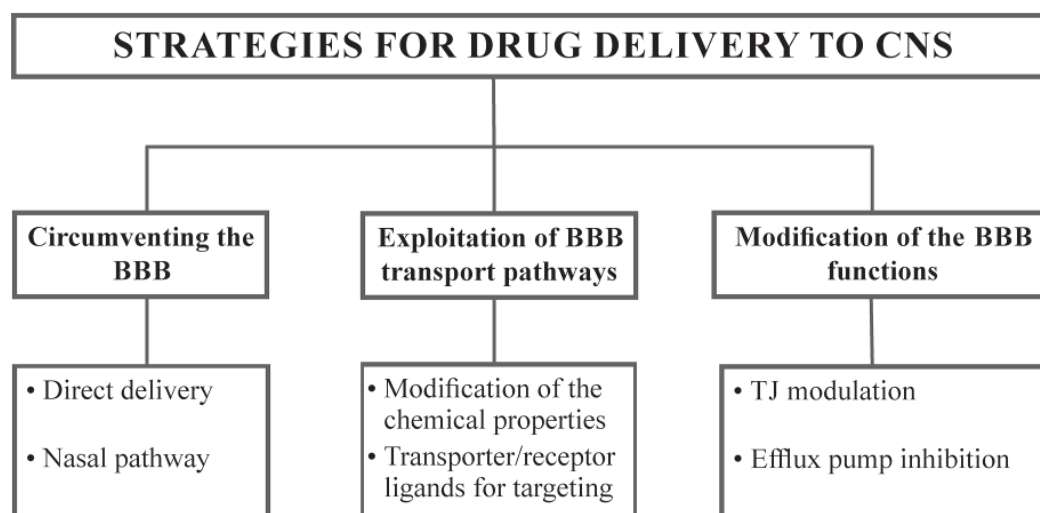 STRATEGIES FOR DRUG DELIVERY TO CNS
Circumventing the
BBB
Exploitation of BBB
transport pathways
Modification of the BBB
functions
• Direct delivery
• Nasal pathway
• Modification of the
chemical properties
• Transporter/receptor
ligands for targeting
• TJ modulation
• Efflux pump inhibition